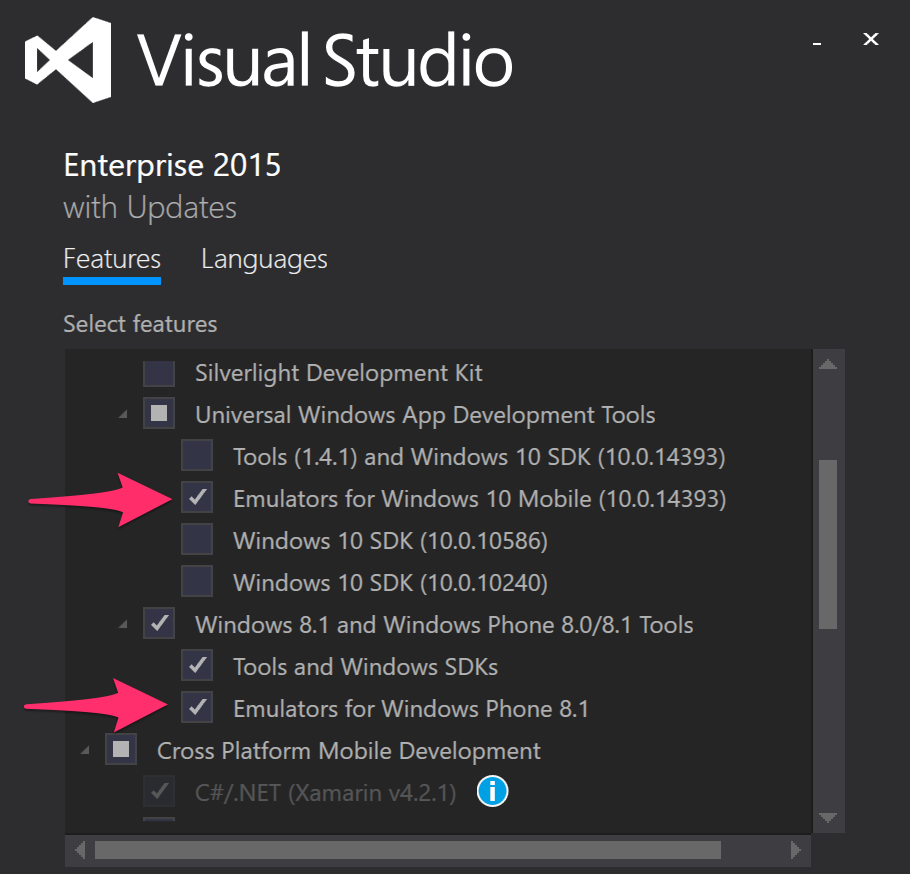 Visual Studio
Enterprise 2015
with Updates
Features Languages
Select features
Silverlight Development Kit
Universal Windows App Development Tools
Tools (1.4.1) and Windows 10 SDK (10.0.14393)
Emulators for Windows 10 Mobile (10.0.14393)
Windows 10 SDK (10.0.10586)
Windows 10 SDK (10.0.10240)
Windows 8.1 and Windows Phone 8.0/8.1 Tools
Tools and Windows SDKs
Emulators for Windows Phone 8.1
Cross Platform Mobile Development
C#/.NET (Xamarin v4.2.1)